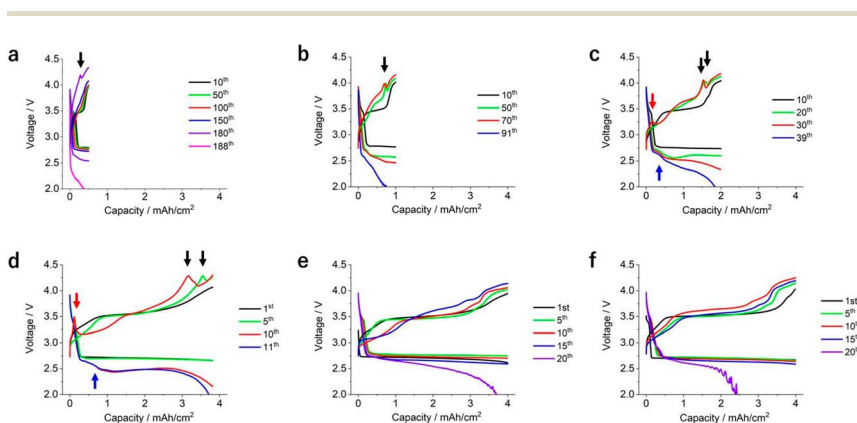 a
4.5
4.0
3.5
3.0
2.5
2.0
Voltage / V
0 1 2 3 4
Capacity / mAh/cm²
10th
50th
100th
150th
180th
188th
b
4.5
4.0
3.5
3.0
2.5
2.0
Voltage / V
0 1 2 3 4
Capacity / mAh/cm²
10th
50th
70th
91th
c
4.5
4.0
3.5
3.0
2.5
2.0
Voltage / V
0 1 2 3 4
Capacity / mAh/cm²
10th
20th
30th
39th
d
4.5
4.0
3.5
3.0
2.5
2.0
Voltage / V
0 1 2 3 4
Capacity / mAh/cm²
1st
5th
10th
11th
e
4.5
4.0
3.5
3.0
2.5
2.0
Voltage / V
0 1 2 3 4
Capacity / mAh/cm²
1st
5th
10th
15th
20th
f
4.5
4.0
3.5
3.0
2.5
2.0
Voltage / V
0 1 2 3 4
Capacity / mAh/cm²
1st
5th
10t
15t
20t